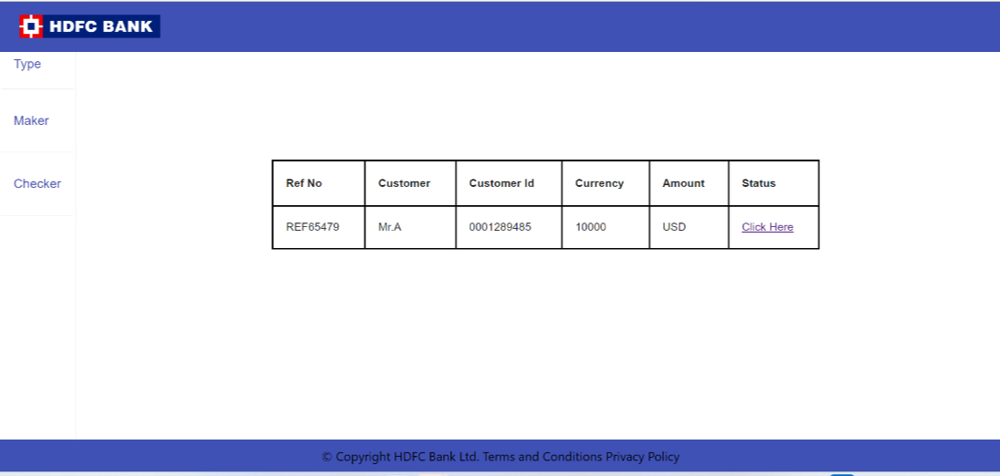 HDFC BANK
Type
Maker
Checker
Ref No Customer Customer Id Currency Amount Status
REF65479 Mr.A 0001289485 10000 USD Click Here
© Copyright HDFC Bank Ltd. Terms and Conditions Privacy Policy